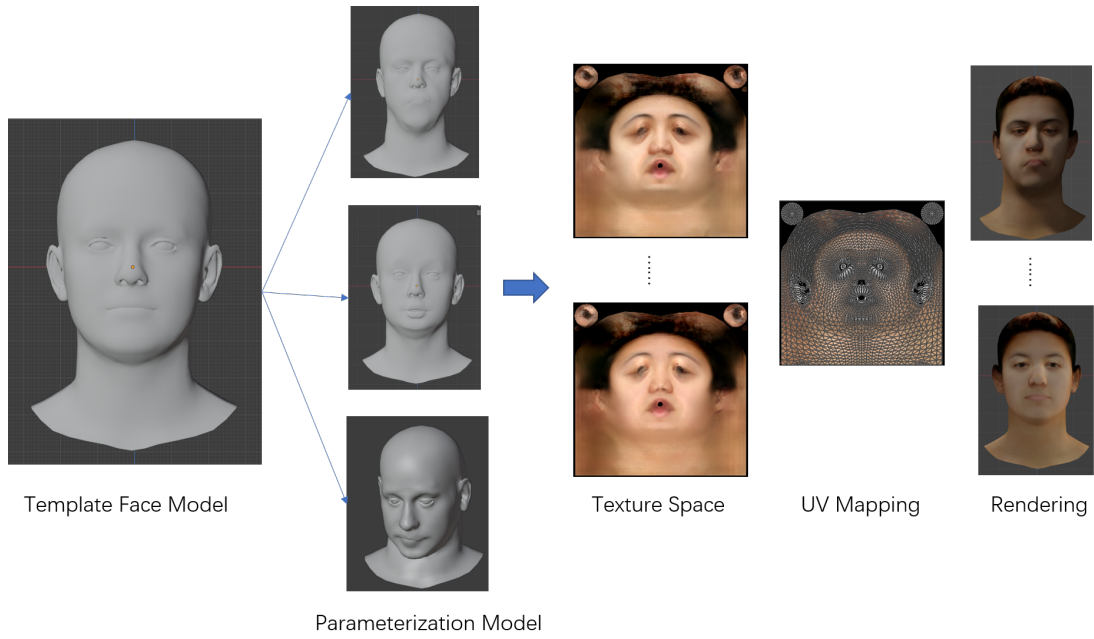 Template Face Model
Parameterization Model
Texture Space
UV Mapping
Rendering